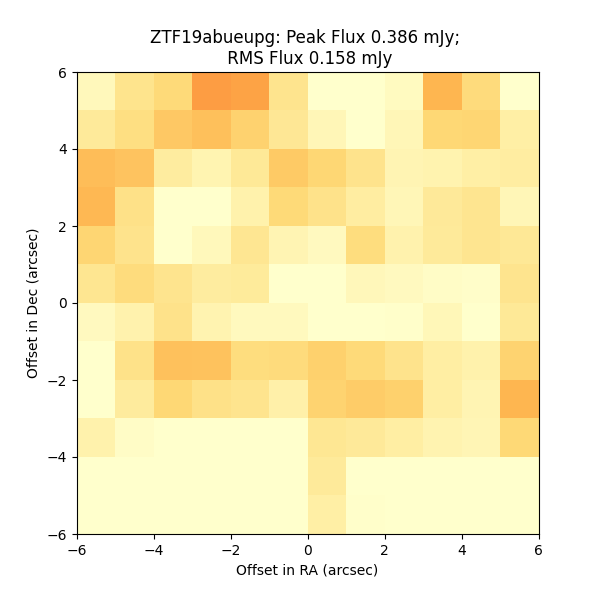 ZTF19abueupg: Peak Flux 0.386 mJy;
RMS Flux 0.158 mJy
6
4
2
0
−2
−4
−6
Offset in Dec (arcsec)
−6 −4 −2 0 2 4 6
Offset in RA (arcsec)